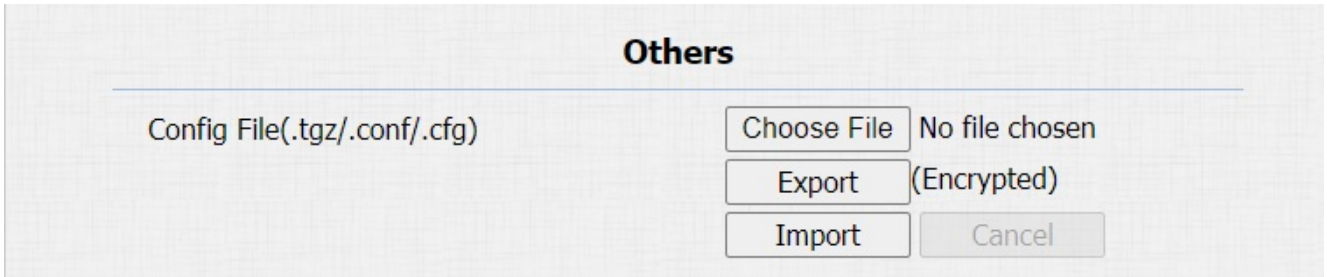 Others
Config File(.tgz/.conf/.cfg) Choose File No file chosen
Export (Encrypted)
Import Cancel